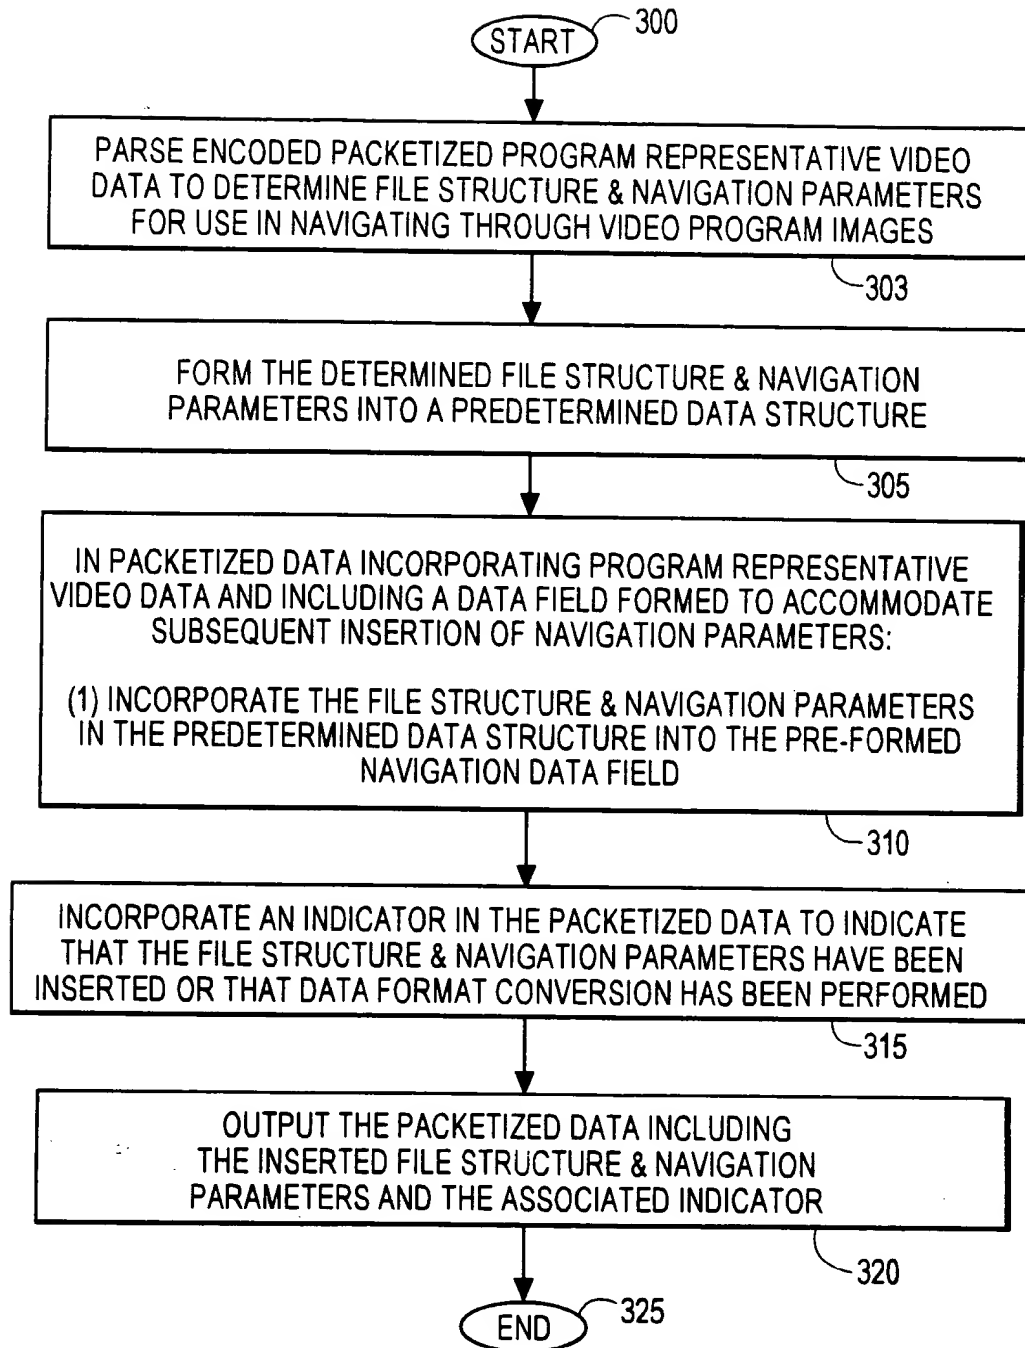 START
300
PARSE ENCODED PACKETIZED PROGRAM REPRESENTATIVE VIDEO
DATA TO DETERMINE FILE STRUCTURE & NAVIGATION PARAMETERS
FOR USE IN NAVIGATING THROUGH VIDEO PROGRAM IMAGES
303
FORM THE DETERMINED FILE STRUCTURE & NAVIGATION
PARAMETERS INTO A PREDETERMINED DATA STRUCTURE
305
IN PACKETIZED DATA INCORPORATING PROGRAM REPRESENTATIVE
VIDEO DATA AND INCLUDING A DATA FIELD FORMED TO ACCOMMODATE
SUBSEQUENT INSERTION OF NAVIGATION PARAMETERS:
(1) INCORPORATE THE FILE STRUCTURE & NAVIGATION PARAMETERS
IN THE PREDETERMINED DATA STRUCTURE INTO THE PRE-FORMED
NAVIGATION DATA FIELD
310
INCORPORATE AN INDICATOR IN THE PACKETIZED DATA TO INDICATE
THAT THE FILE STRUCTURE & NAVIGATION PARAMETERS HAVE BEEN
INSERTED OR THAT DATA FORMAT CONVERSION HAS BEEN PERFORMED
315
OUTPUT THE PACKETIZED DATA INCLUDING
THE INSERTED FILE STRUCTURE & NAVIGATION
PARAMETERS AND THE ASSOCIATED INDICATOR
320
END
325